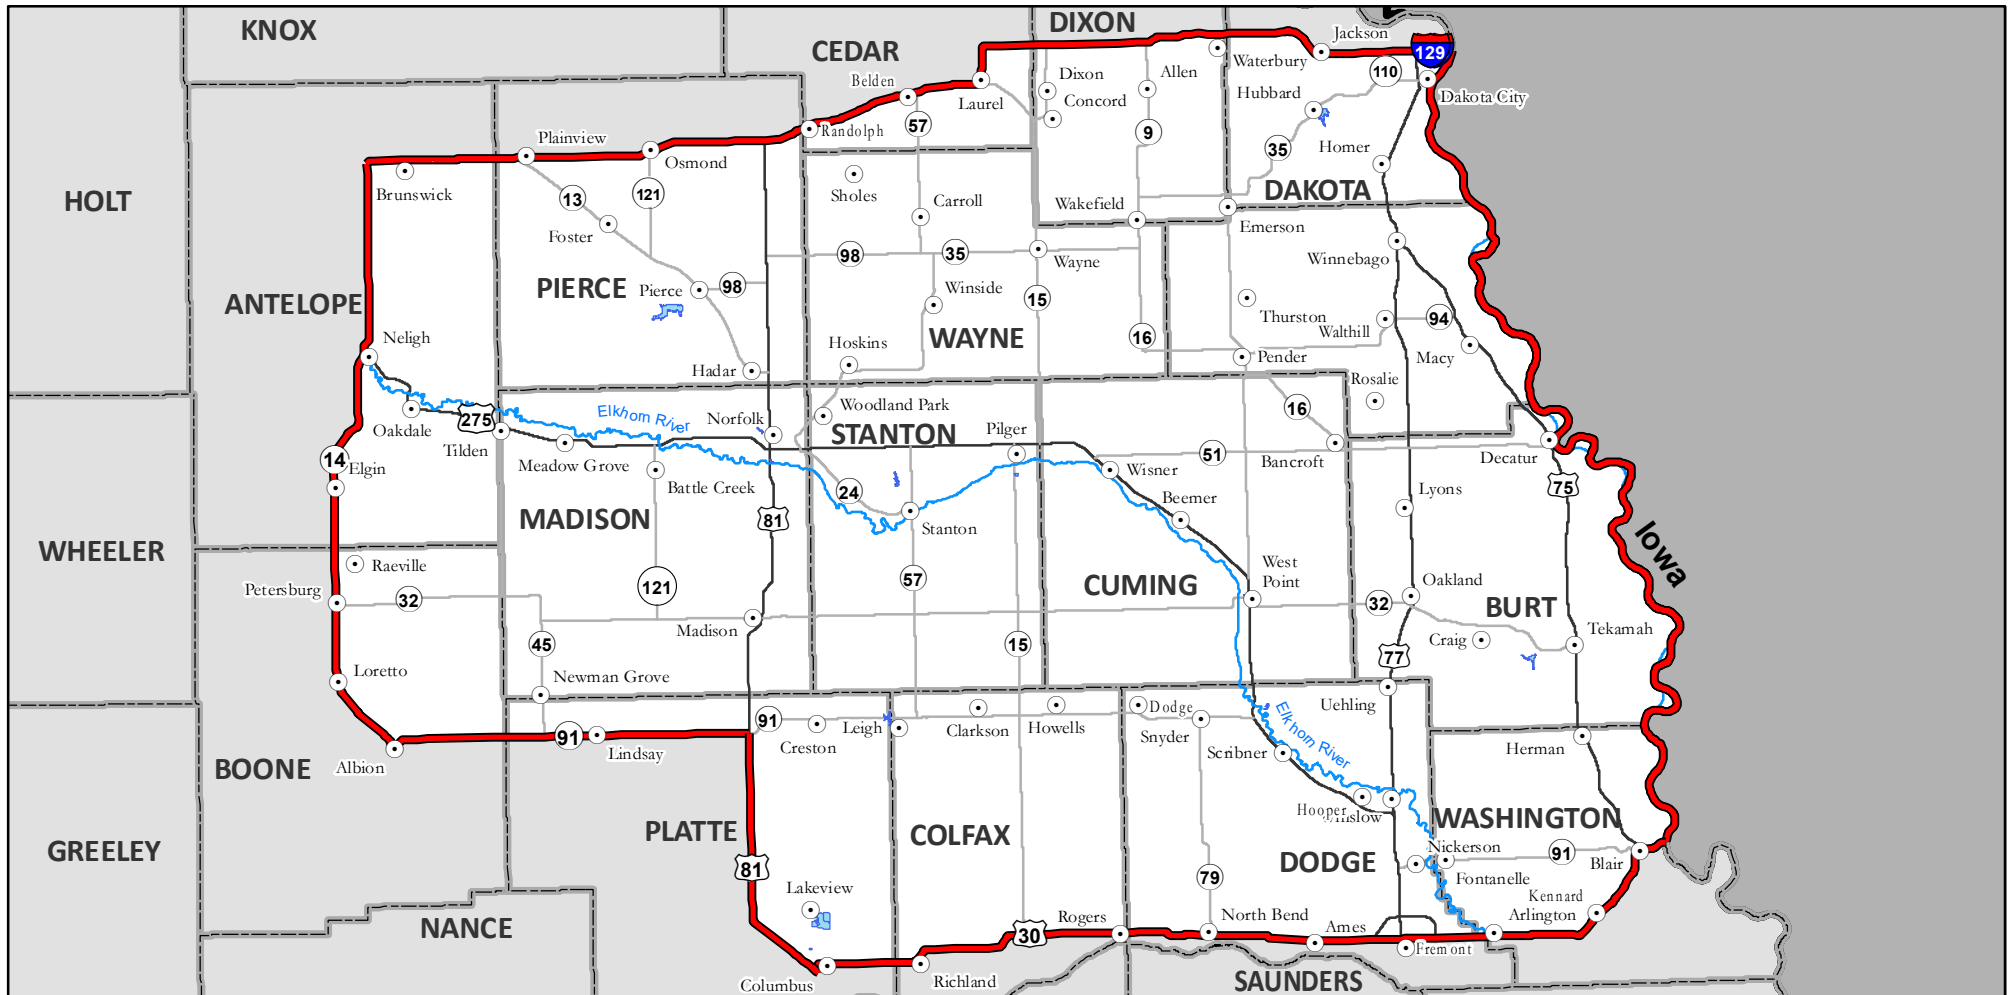 KNOX
CEDAR
DIXON
Jackson
129
Belden
Laurel
Dixon
Concord
Allen
Waterbury
110
Hubbard
Dakota City
Plainview
Randolph
57
9
35
Homer
Osmond
Brunswick
13
121
Sholes
Carroll
Wakefield
DAKOTA
HOLT
Foster
98
35
Wayne
Emerson
Winnebago
ANTELOPE
PIERCE
Pierce
98
Winside
15
Thurston
Walthill
94
Neligh
Hadar
Hoskins
WAYNE
16
Pender
Macy
Rosalie
275
Oakdale
Tilden
Elkhorn River
Norfolk
Woodland Park
STANTON
Pilger
16
14
Elgin
Meadow Grove
Battle Creek
Wisner
51
Bancroft
Decatur
MADISON
81
24
Stanton
Beemer
Lyons
75
Iowa
WHEELER
Raeville
Petersburg
32
121
57
CUMING
West
Point
32
Oakland
BURT
Madison
45
15
77
Craig
Tekamah
Loretto
Newman Grove
Uehling
91
Lindsay
91
Creston
Leigh
Clarkson
Howells
Dodge
Snyder
Scribner
Elkhorn River
Herman
Albion
BOONE
PLATTE
COLFAX
Hooper
Winslow
WASHINGTON
GREELEY
81
DODGE
Nickerson
91
Blair
Fontanelle
Lakeview
79
Kennard
Arlington
NANCE
30
Rogers
North Bend
Ames
Fremont
Columbus
Richland
SAUNDERS